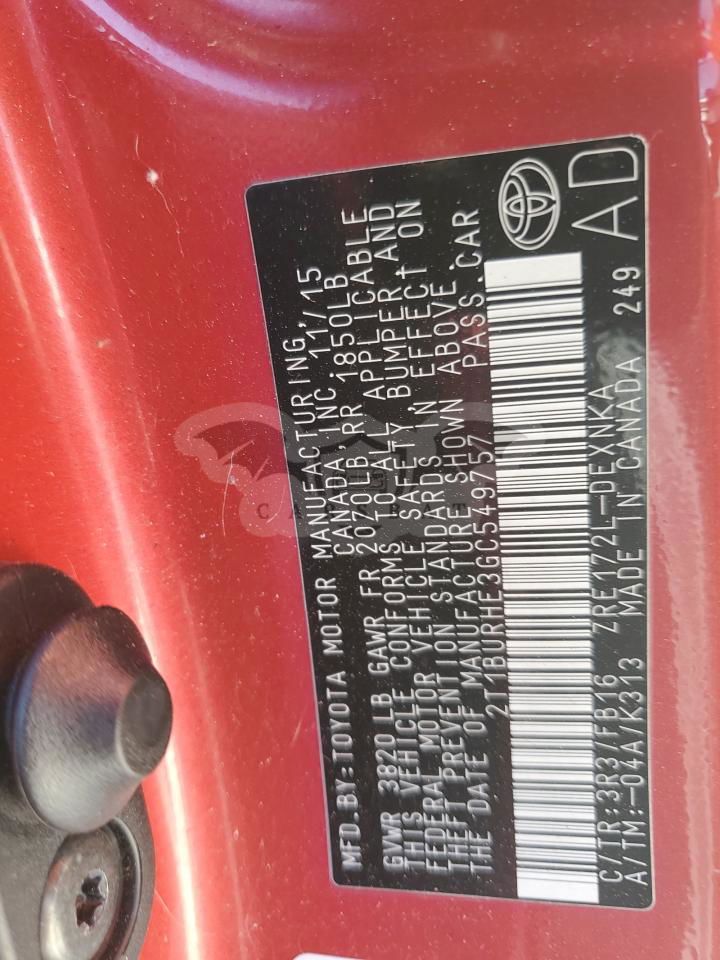 MFD. BY: TOYOTA MOTOR MANUFACTURING,
CANADA, INC. 11/15
GVWR 3820 LB GAWR FR 2070LB RR 1850LB
THIS VEHICLE CONFORMS TO ALL APPLICABLE
FEDERAL MOTOR VEHICLE SAFETY, BUMPER AND
THEFT PREVENTION STANDARDS IN EFFECT ON
THE DATE OF MANUFACTURE SHOWN ABOVE.
2T1BURHE3GC549757 PASS.CAR
C/TR:3R3/FB16 ZRE172L-DEXNKA 249
A/TM:-04A/K313 MADE IN CANADA
AD